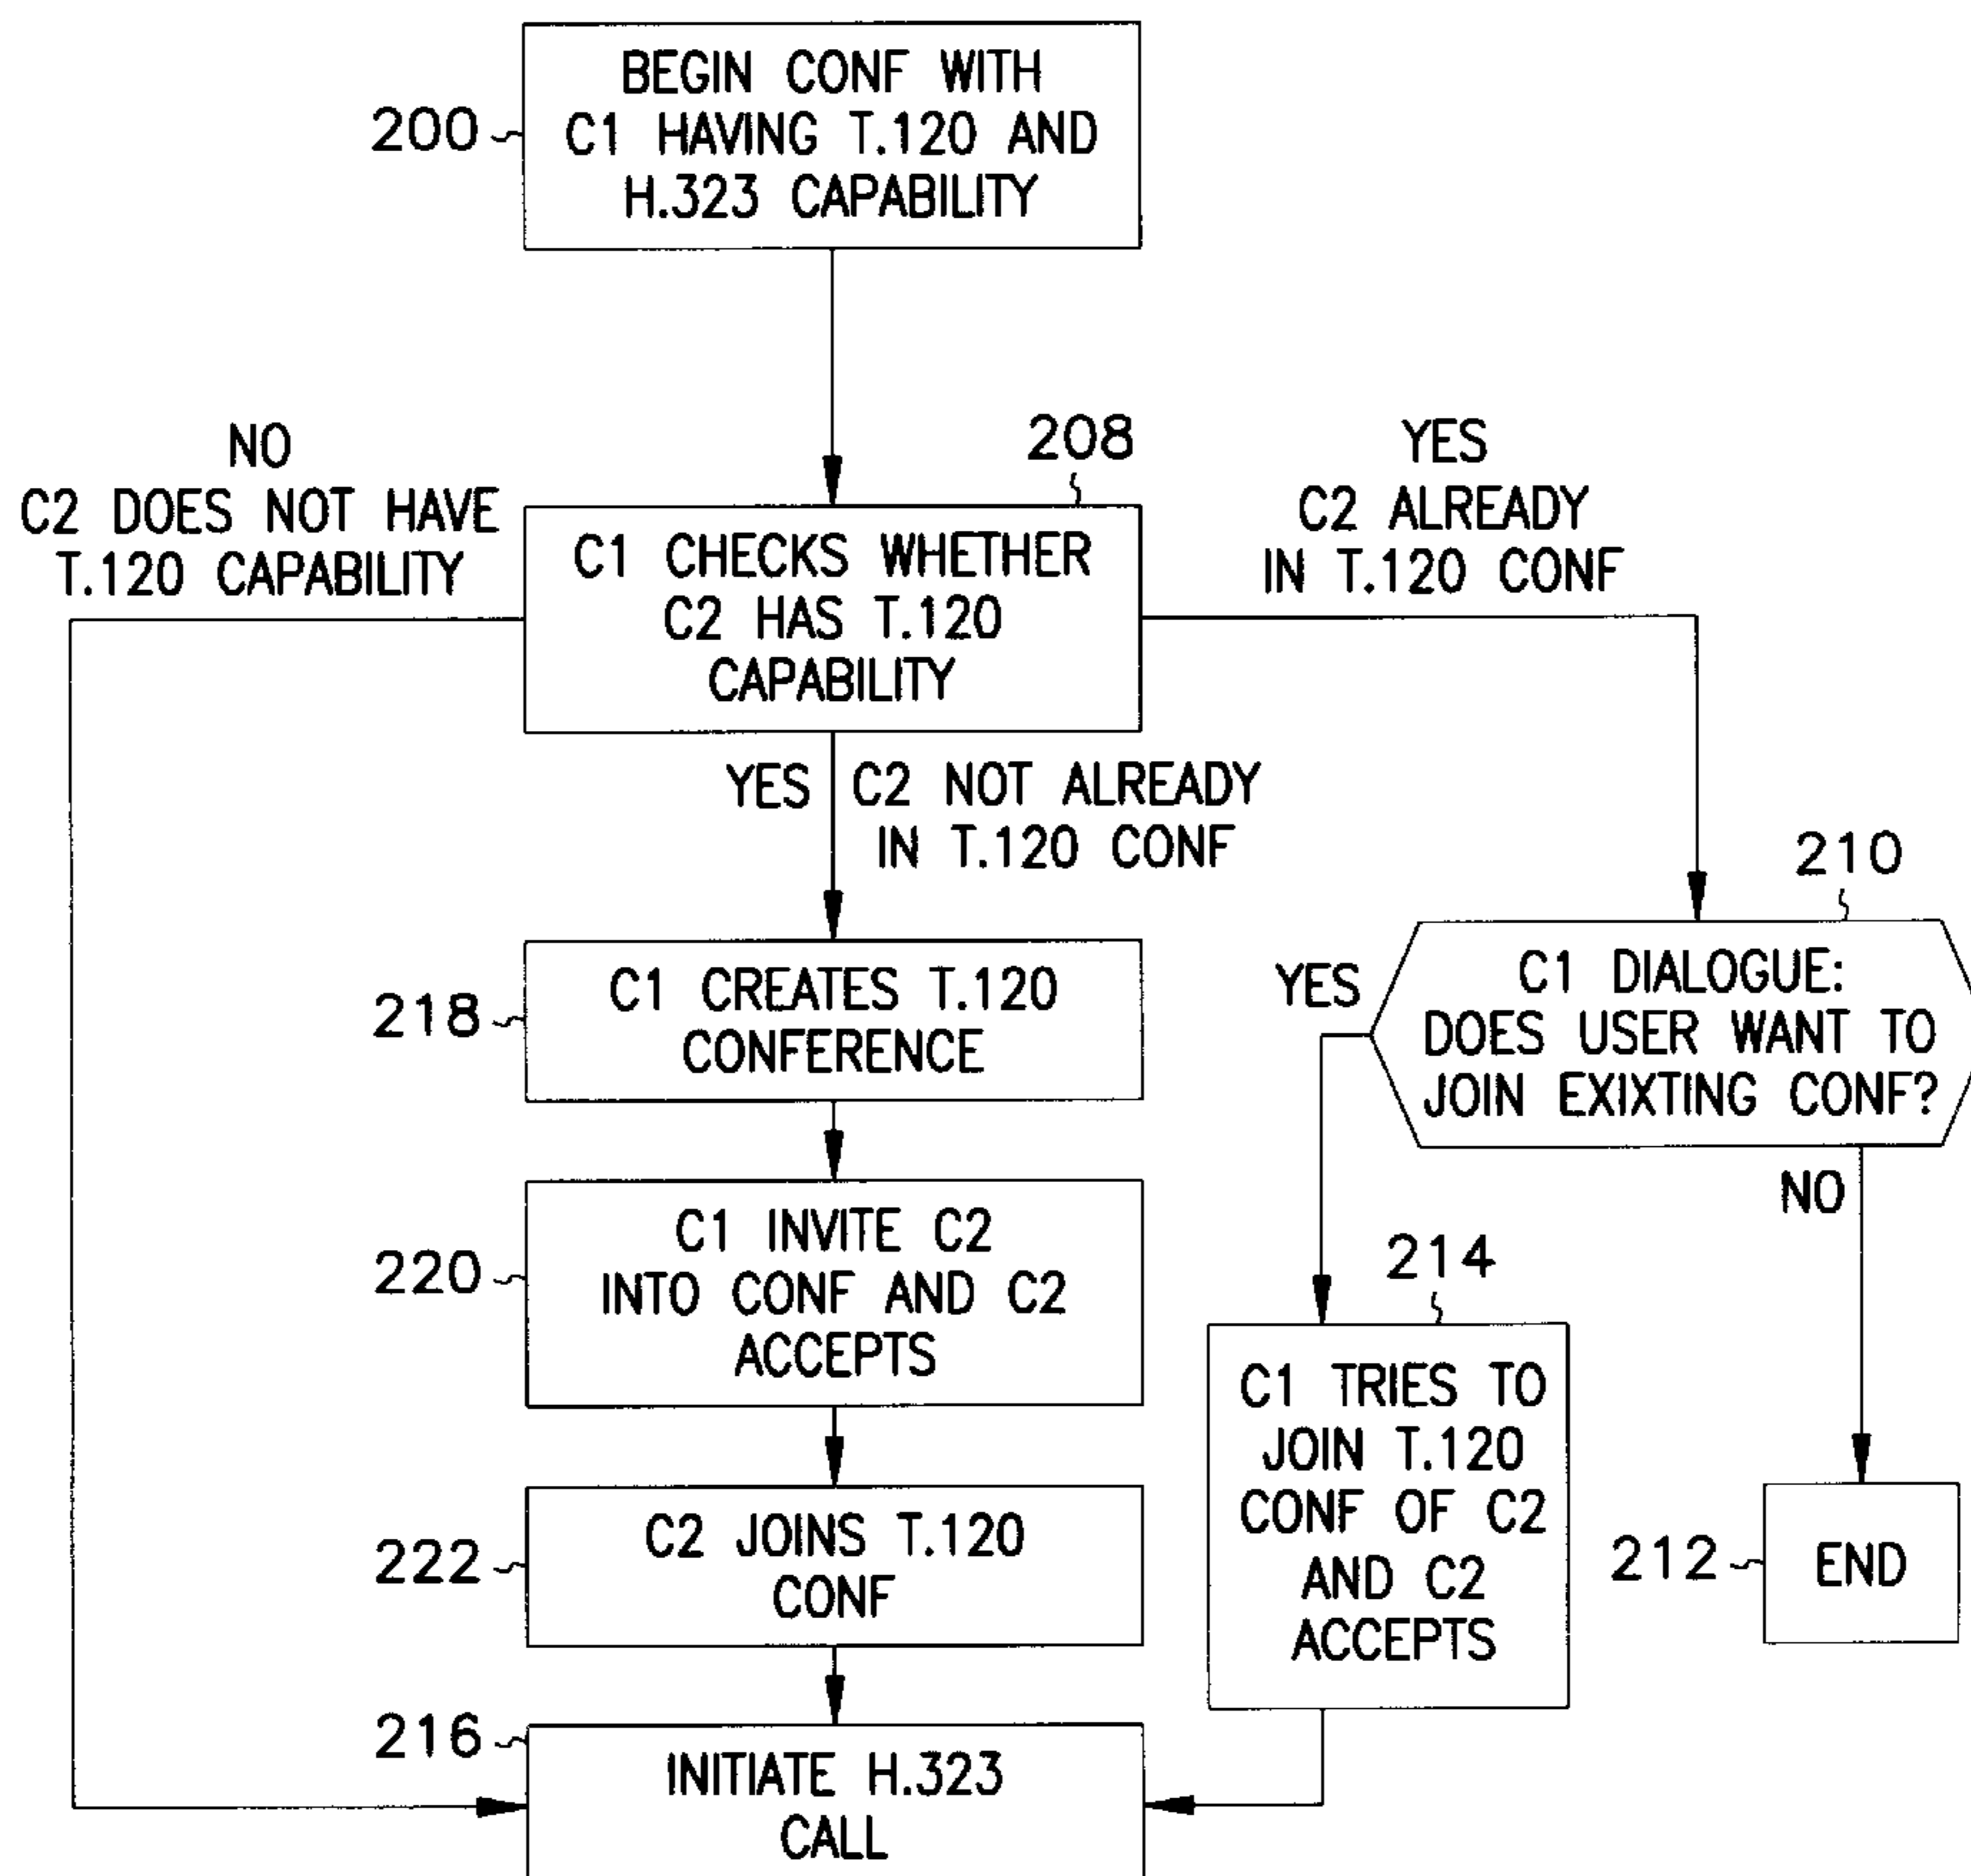 BEGIN CONF WITH
C1 HAVING T.120 AND
H.323 CAPABILITY
200
NO
C2 DOES NOT HAVE
T.120 CAPABILITY
208
C1 CHECKS WHETHER
C2 HAS T.120
CAPABILITY
YES
C2 ALREADY
IN T.120 CONF
YES
C2 NOT ALREADY
IN T.120 CONF
210
C1 DIALOGUE:
DOES USER WANT TO
JOIN EXIXTING CONF?
YES
NO
218
C1 CREATES T.120
CONFERENCE
220
C1 INVITE C2
INTO CONF AND C2
ACCEPTS
214
C1 TRIES TO
JOIN T.120
CONF OF C2
AND C2
ACCEPTS
212
END
222
C2 JOINS T.120
CONF
216
INITIATE H.323
CALL